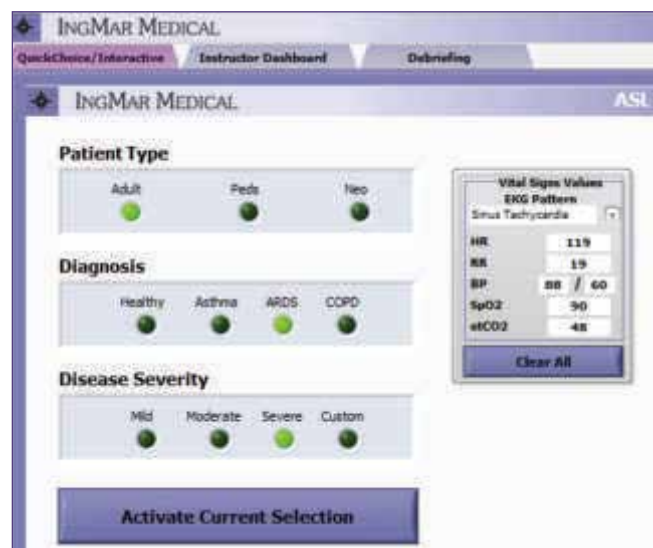 INGMAR MEDICAL
QuickChoice/Interactive Instructor Dashboard Debriefing
INGMAR MEDICAL ASL
Patient Type
Adult Peds Neo
Diagnosis
Healthy Asthma ARDS COPD
Disease Severity
Mild Moderate Severe Custom
Activate Current Selection
Vital Signs Values
EKG Pattern
Sinus Tachycardia
HR 119
RR 19
BP 88 / 60
SpO2 90
etCO2 48
Clear All